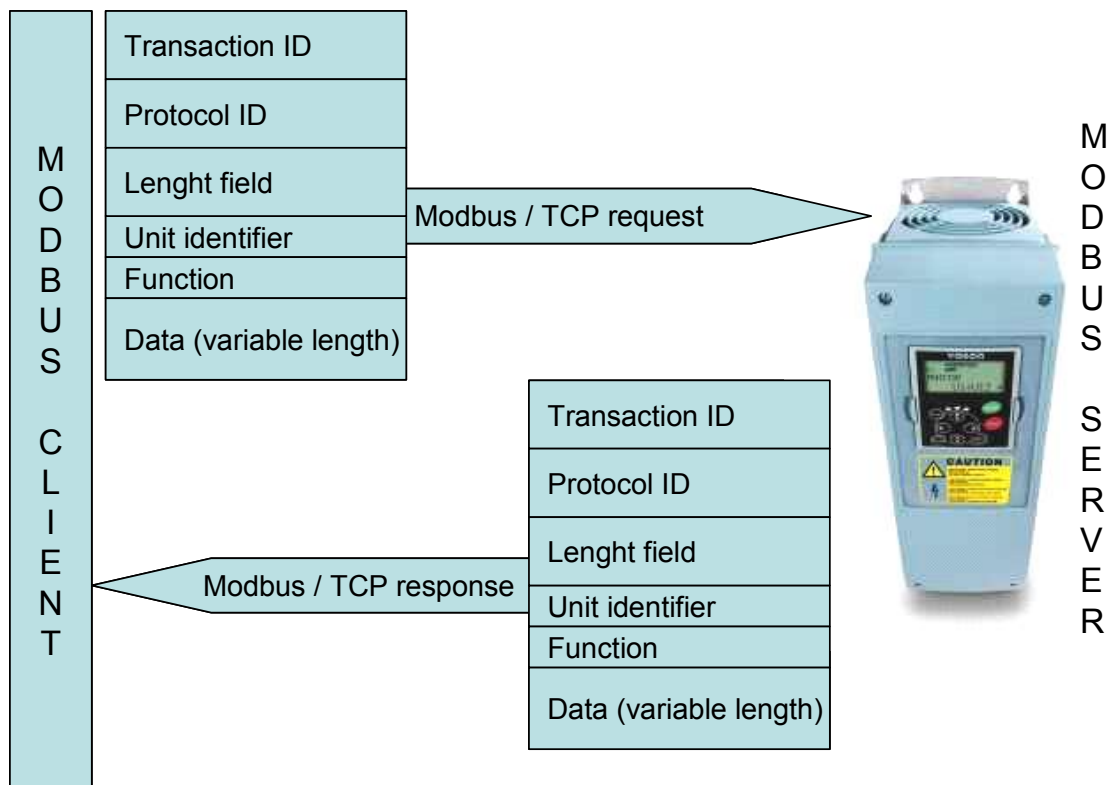 MODBUS CLIENT
Transaction ID
Protocol ID
Lenght field
Unit identifier
Function
Data (variable length)
Modbus / TCP request
Transaction ID
Protocol ID
Lenght field
Unit identifier
Function
Data (variable length)
Modbus / TCP response
CAUTION
MODBUS SERVER